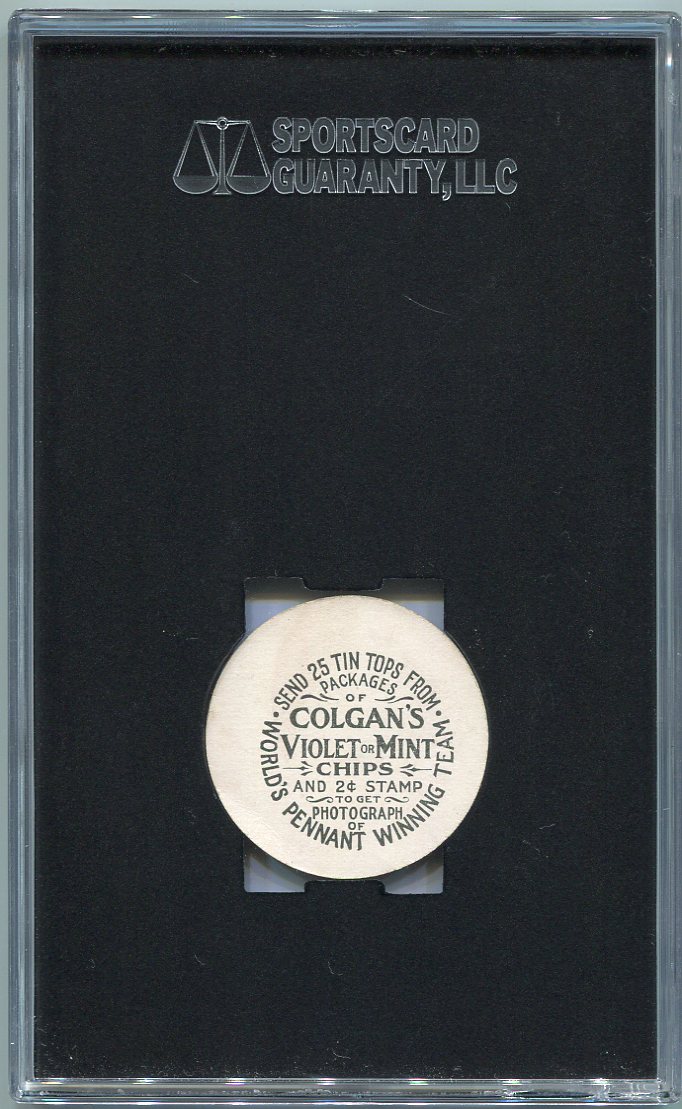 SPORTSCARD
GUARANTY, LLC
• SEND 25 TIN TOPS FROM •
PACKAGES
OF
COLGAN'S
VIOLET OR MINT
CHIPS
AND 2¢ STAMP
TO GET
PHOTOGRAPH
OF
WORLD'S PENNANT WINNING TEAM